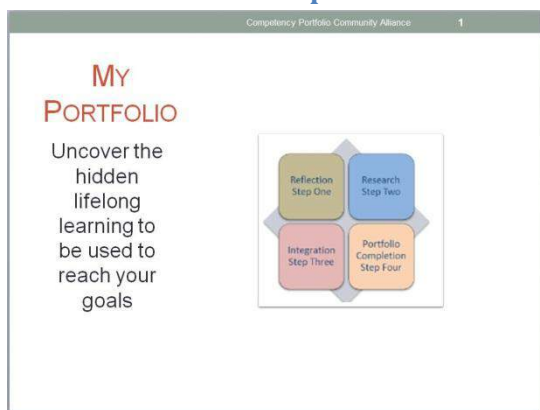 Competency Portfolio Community Alliance 1
MY
PORTFOLIO
Uncover the
hidden
lifelong
learning to
be used to
reach your
goals
Reflection
Step One
Research
Step Two
Integration
Step Three
Portfolio
Completion
Step Four